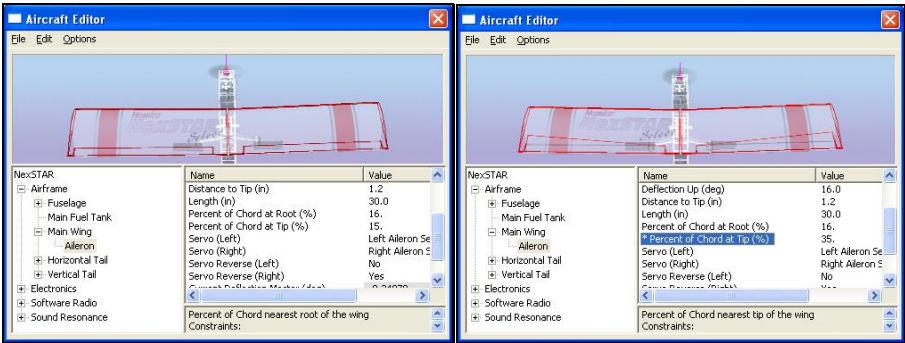 Aircraft Editor
File Edit Options
NexSTAR
Select
NexSTAR
Airframe
Fuselage
Main Fuel Tank
Main Wing
Aileron
Horizontal Tail
Vertical Tail
Electronics
Software Radio
Sound Resonance
Name Value
Distance to Tip (in) 1.2
Length (in) 30.0
Percent of Chord at Root (%) 16.
Percent of Chord at Tip (%) 15.
Servo (Left) Left Aileron Se
Servo (Right) Right Aileron S
Servo Reverse (Left) No
Servo Reverse (Right) Yes
Percent of Chord nearest root of the wing
Constraints:
Aircraft Editor
File Edit Options
NexSTAR
Select
NexSTAR
Airframe
Fuselage
Main Fuel Tank
Main Wing
Aileron
Horizontal Tail
Vertical Tail
Electronics
Software Radio
Sound Resonance
Name Value
Deflection Up (deg) 16.0
Distance to Tip (in) 1.2
Length (in) 30.0
Percent of Chord at Root (%) 16.
* Percent of Chord at Tip (%) 35.
Servo (Left) Left Aileron Se
Servo (Right) Right Aileron S
Servo Reverse (Left) No
Percent of Chord nearest tip of the wing
Constraints: